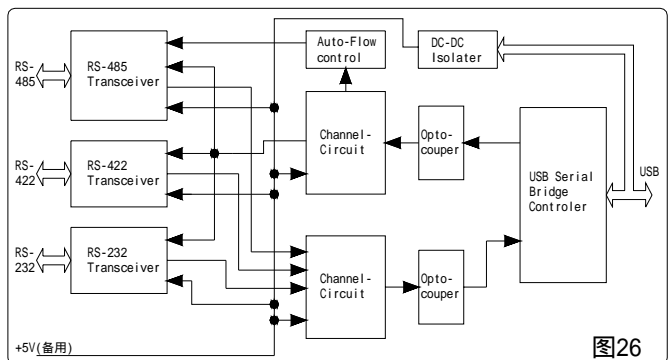 RS-
485
RS-485
Transceiver
Auto-Flow
control
DC-DC
Isolater
RS-
422
RS-422
Transceiver
Channel-
Circuit
Opto-
couper
USB Serial
Bridge
Controler
USB
RS-
232
RS-232
Transceiver
Channel-
Circuit
Opto-
couper
+5V(备用)
图26